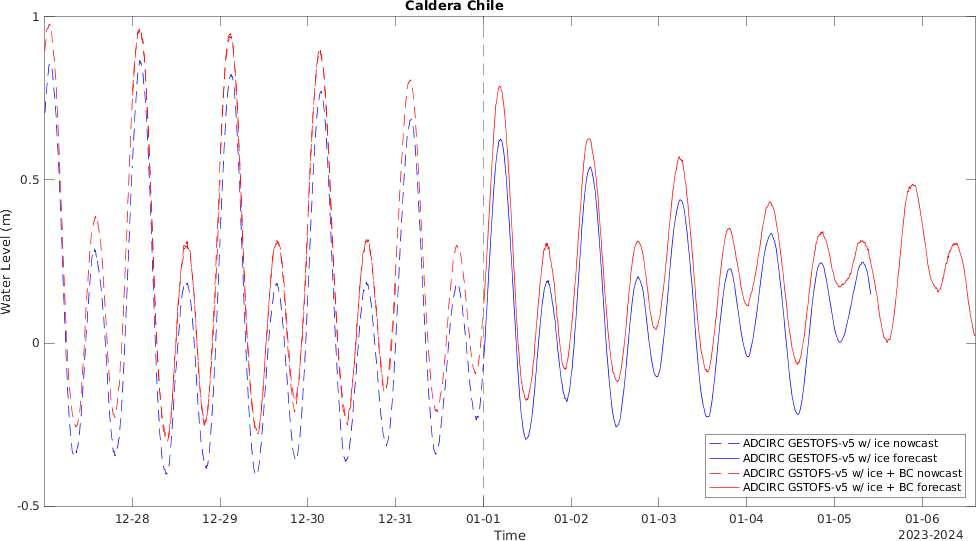 Caldera Chile
1
0.5
0
-0.5
Water Level (m)
ADCIRC GESTOFS-v5 w/ ice nowcast
ADCIRC GESTOFS-v5 w/ ice forecast
ADCIRC GSTOFS-v5 w/ ice + BC nowcast
ADCIRC GSTOFS-v5 w/ ice + BC forecast
12-28 12-29 12-30 12-31 01-01 01-02 01-03 01-04 01-05 01-06
Time
2023-2024